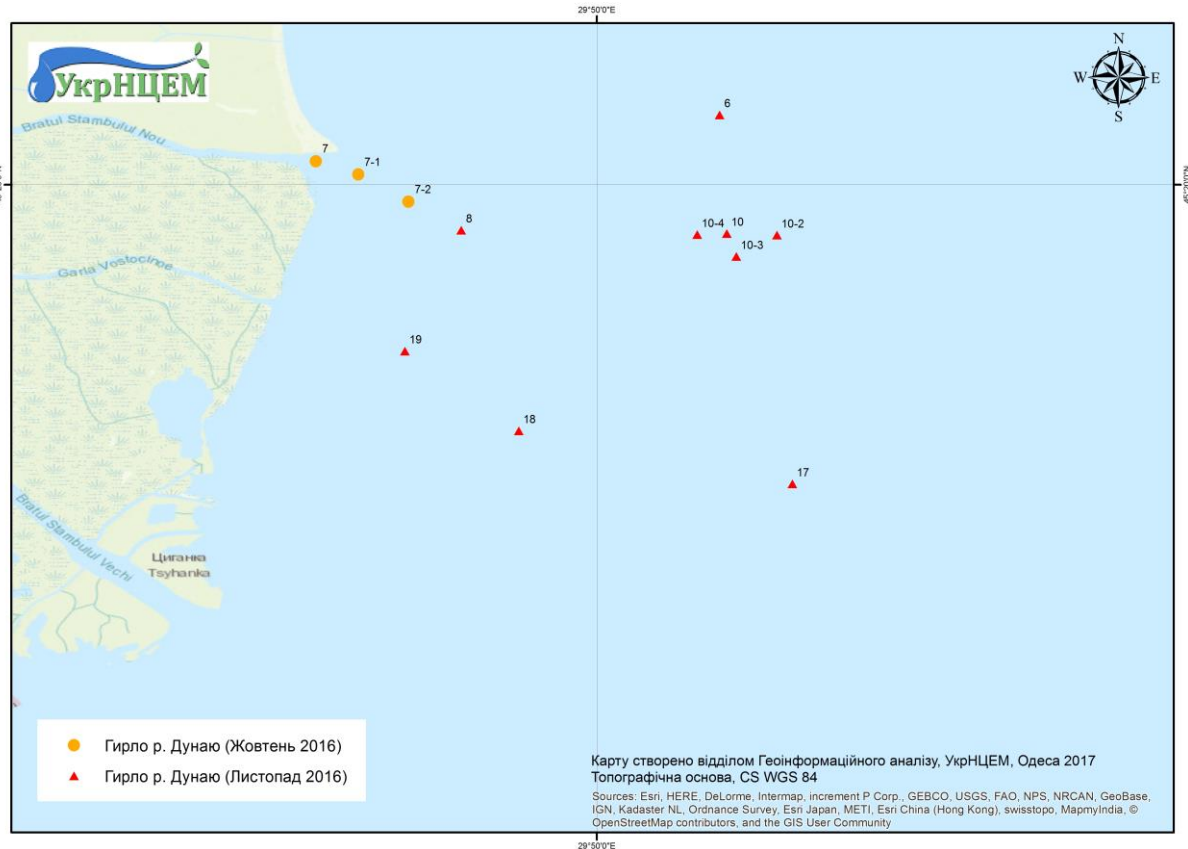 29°50'0"E
УкрНЦЕМ
N
W E
S
Bratul Stambulul Nou
6
7
7-1
7-2
8
10-4
10
10-2
10-3
Garla Vostocinoe
19
18
17
Bratul Stambulul Vechi
Циганка
Tsyhanka
Гирло р. Дунаю (Жовтень 2016)
Гирло р. Дунаю (Листопад 2016)
Карту створено відділом Геоінформаційного аналізу, УкрНЦЕМ, Одеса 2017
Топографічна основа, CS WGS 84
Sources: Esri, HERE, DeLorme, Intermap, increment P Corp., GEBCO, USGS, FAO, NPS, NRCAN, GeoBase,
IGN, Kadaster NL, Ordnance Survey, Esri Japan, METI, Esri China (Hong Kong), swisstopo, MapmyIndia, ©
OpenStreetMap contributors, and the GIS User Community
29°50'0"E